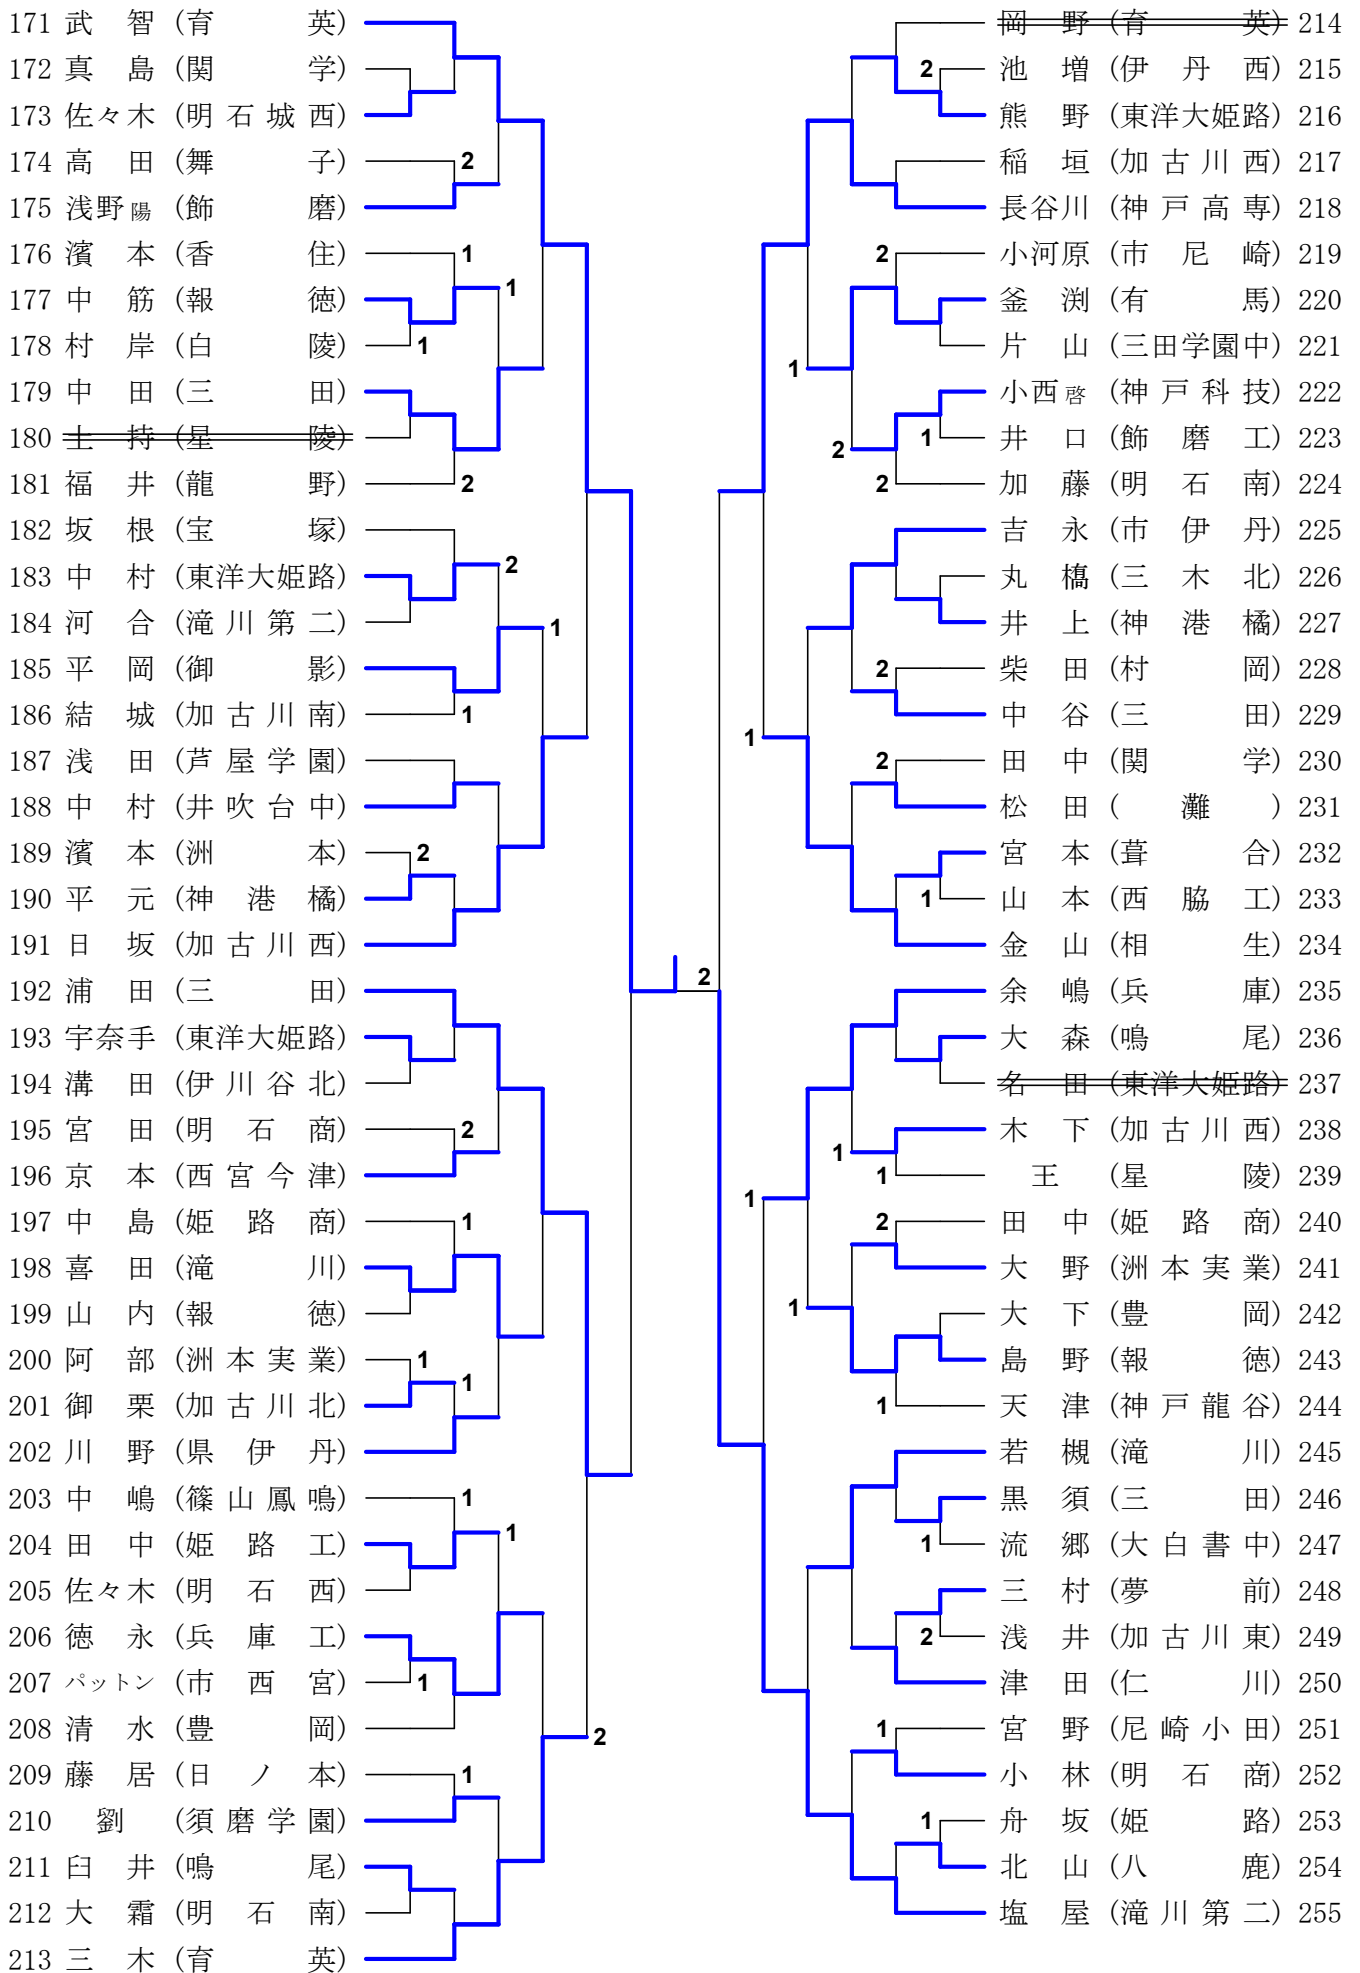 171 武智 (育英)
172 真島 (関学)
173 佐々木 (明石城西)
174 高田 (舞子)
2
175 浅野陽 (飾磨)
176 濱本 (香住)
1
177 中筋 (報徳)
1
178 村岸 (白陵)
1
179 中田 (三田)
180 土持 (星陵)
181 福井 (龍野)
2
182 坂根 (宝塚)
183 中村 (東洋大姫路)
2
184 河合 (滝川第二)
1
185 平岡 (御影)
186 結城 (加古川南)
1
187 浅田 (芦屋学園)
188 中村 (井吹台中)
189 濱本 (洲本)
2
190 平元 (神港橘)
191 日坂 (加古川西)
192 浦田 (三田)
193 宇奈手 (東洋大姫路)
194 溝田 (伊川谷北)
195 宮田 (明石商)
2
196 京本 (西宮今津)
197 中島 (姫路商)
1
198 喜田 (滝川)
199 山内 (報徳)
200 阿部 (洲本実業)
1
1
201 御栗 (加古川北)
202 川野 (県伊丹)
203 中嶋 (篠山鳳鳴)
1
1
204 田中 (姫路工)
205 佐々木 (明石西)
206 徳永 (兵庫工)
207 パットン (市西宮)
1
208 清水 (豊岡)
2
209 藤居 (日ノ本)
1
210 劉 (須磨学園)
211 臼井 (鳴尾)
212 大霜 (明石南)
213 三木 (育英)
2
岡野 (育英) 214
2
池増 (伊丹西) 215
熊野 (東洋大姫路) 216
稲垣 (加古川西) 217
長谷川 (神戸高専) 218
2
小河原 (市尼崎) 219
釜渕 (有馬) 220
片山 (三田学園中) 221
1
小西啓 (神戸科技) 222
1
井口 (飾磨工) 223
2
2
加藤 (明石南) 224
吉永 (市伊丹) 225
丸橋 (三木北) 226
井上 (神港橘) 227
2
柴田 (村岡) 228
中谷 (三田) 229
1
2
田中 (関学) 230
松田 (灘) 231
宮本 (葺合) 232
1
山本 (西脇工) 233
金山 (相生) 234
余嶋 (兵庫) 235
大森 (鳴尾) 236
名田 (東洋大姫路) 237
木下 (加古川西) 238
1
1
王 (星陵) 239
1
2
田中 (姫路商) 240
大野 (洲本実業) 241
1
大下 (豊岡) 242
島野 (報徳) 243
1
天津 (神戸龍谷) 244
若槻 (滝川) 245
黒須 (三田) 246
1
流郷 (大白書中) 247
三村 (夢前) 248
2
浅井 (加古川東) 249
津田 (仁川) 250
1
宮野 (尼崎小田) 251
小林 (明石商) 252
1
舟坂 (姫路) 253
北山 (八鹿) 254
塩屋 (滝川第二) 255